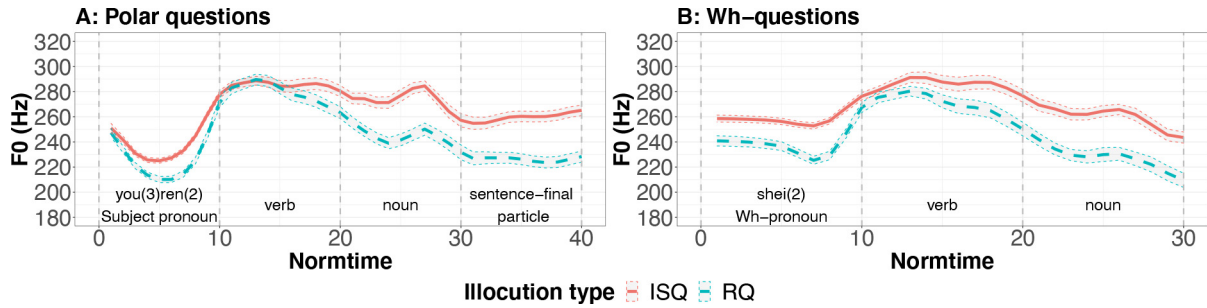 A: Polar questions
F0 (Hz)
320
300
280
260
240
220
200
180
you(3)ren(2)
Subject pronoun
verb
noun
sentence−final
particle
0 10 20 30 40
Normtime
B: Wh−questions
F0 (Hz)
320
300
280
260
240
220
200
180
shei(2)
Wh−pronoun
verb
noun
0 10 20 30
Normtime
Illocution type ISQ RQ